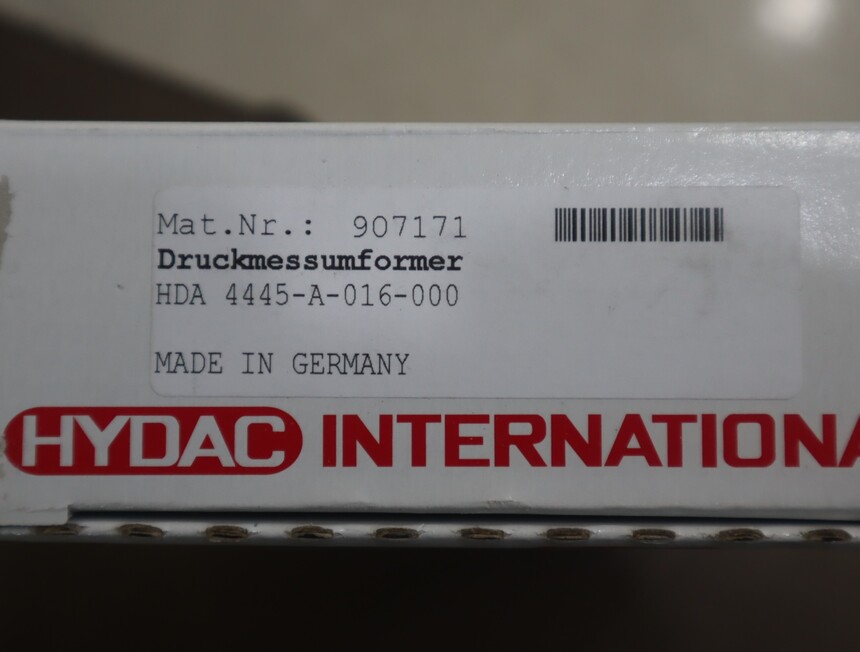 Mat.Nr.: 907171
Druckmessumformer
HDA 4445-A-016-000
MADE IN GERMANY
HYDAC INTERNATIONA